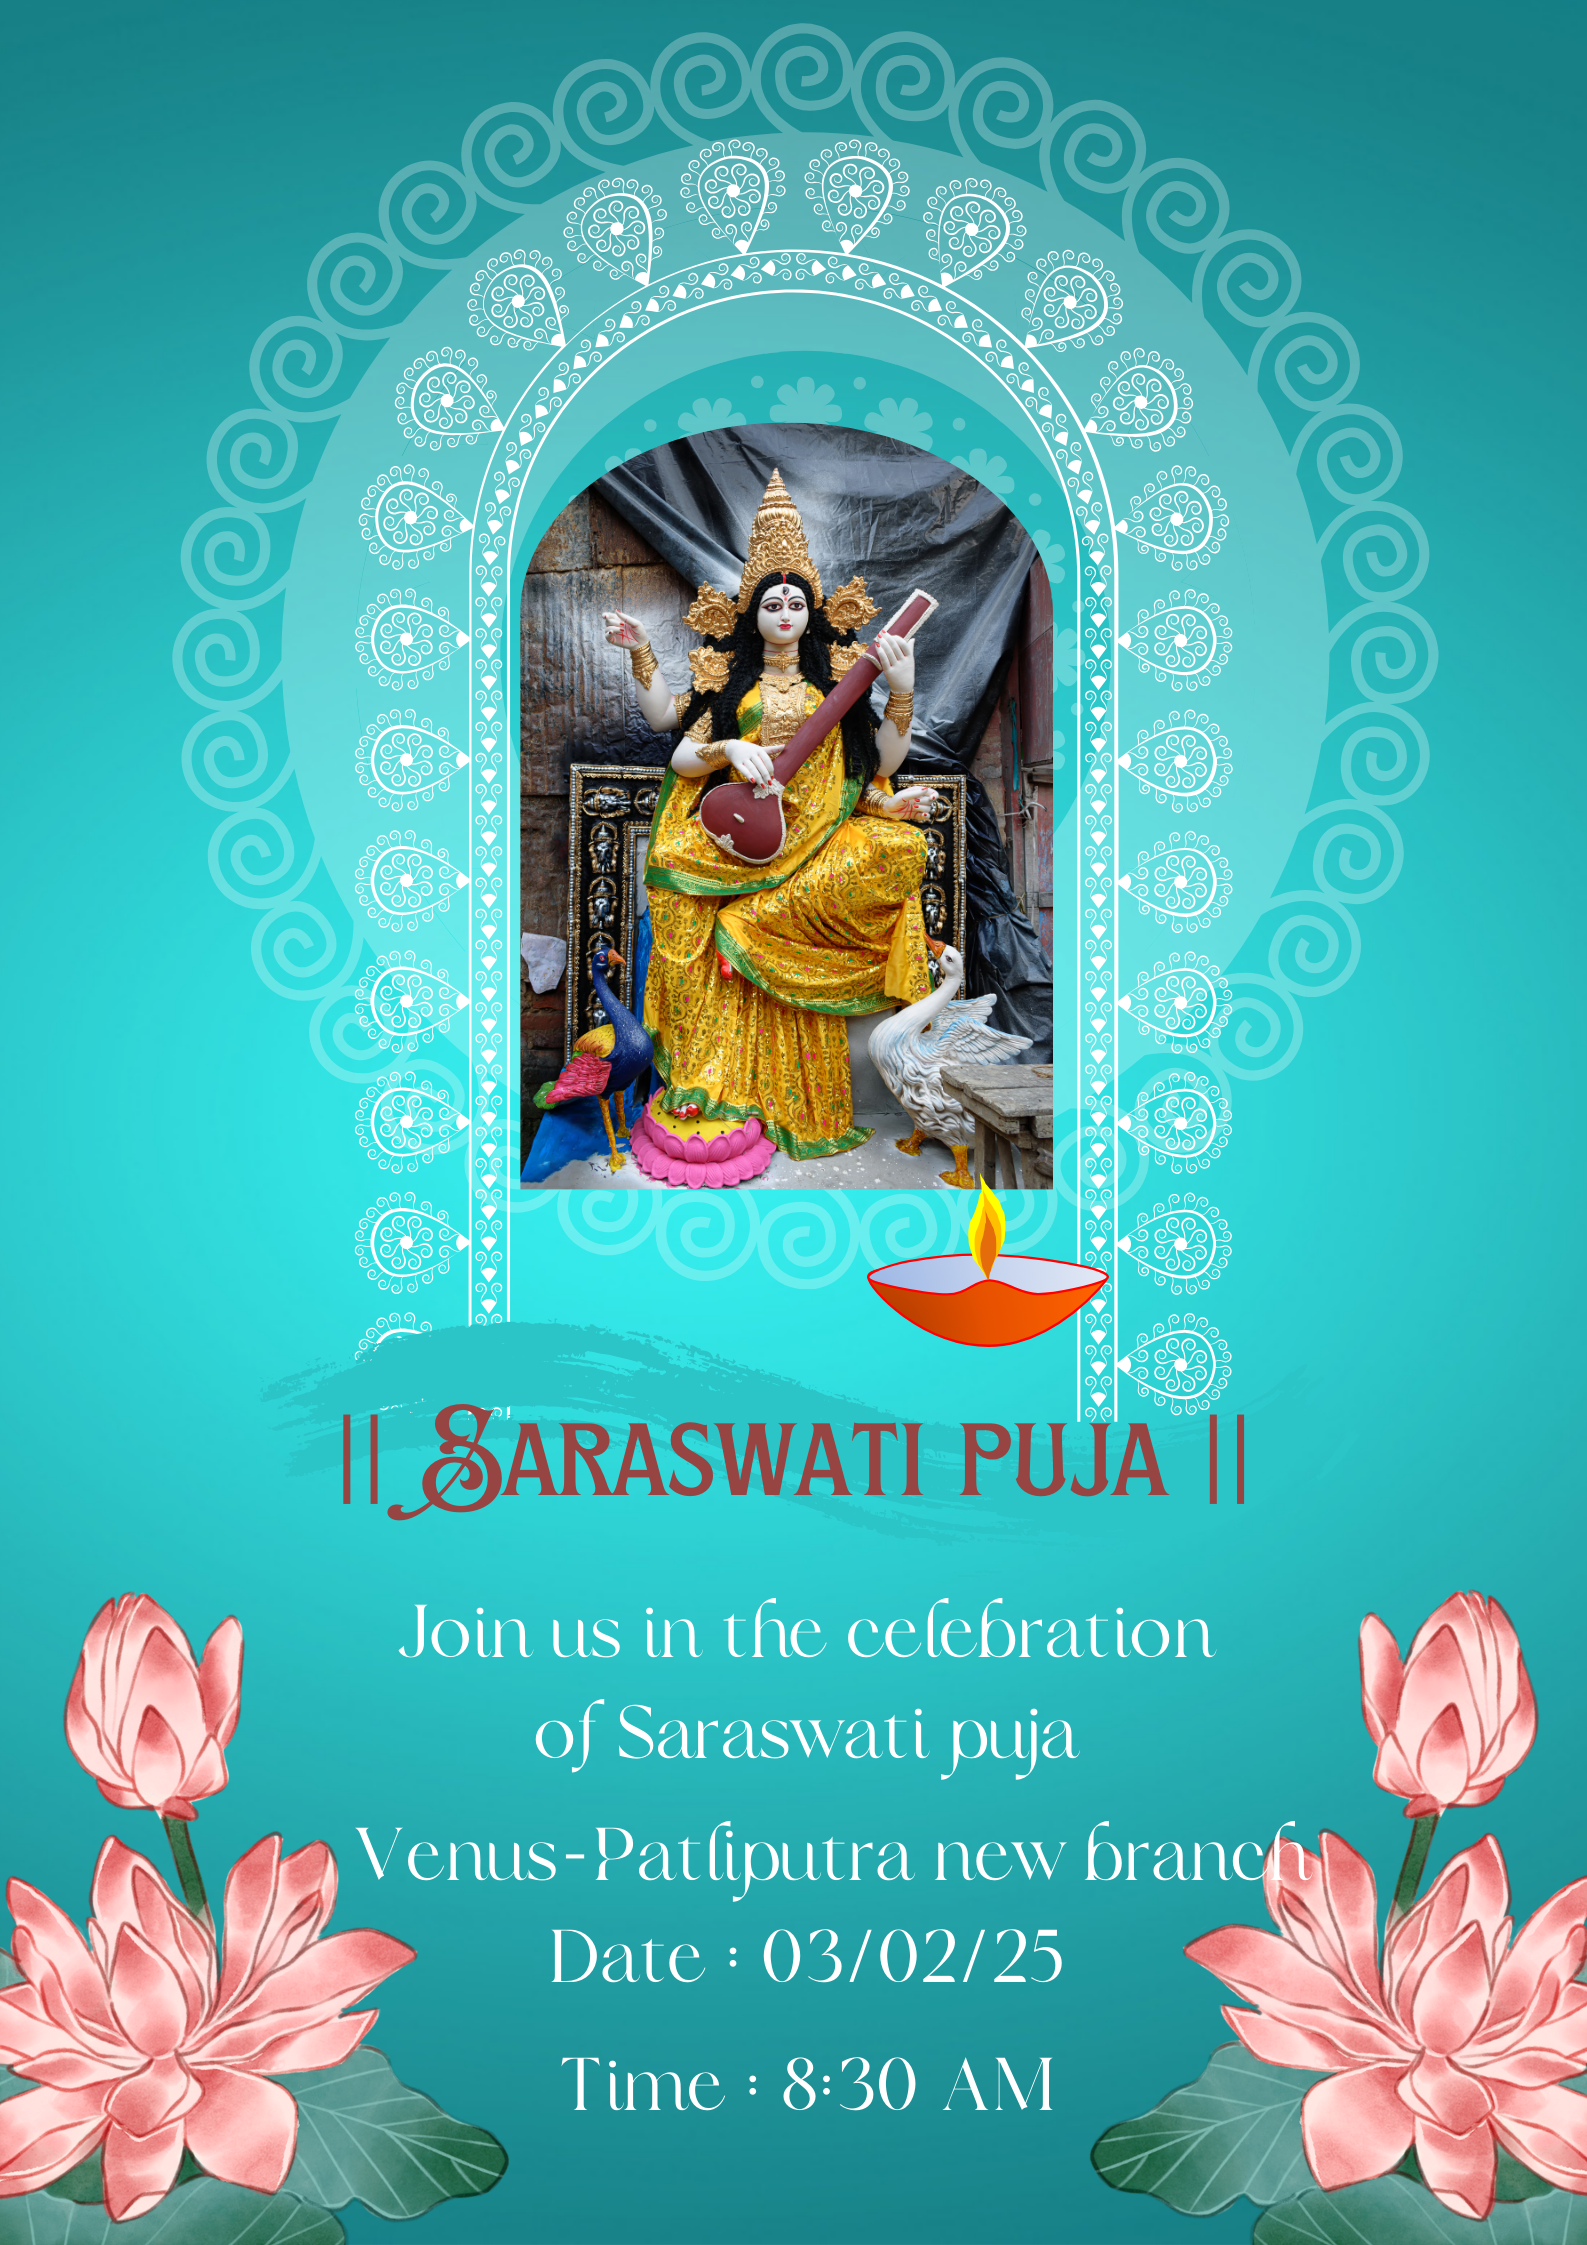 || Saraswati puja ||
Join us in the celebration
of Saraswati puja
Venus-Patliputra new branch
Date : 03/02/25
Time : 8:30 AM